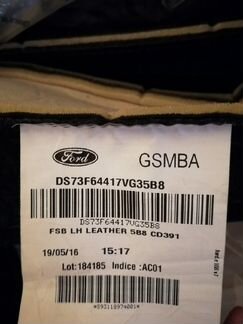 Ford
GSMBA
DS73F64417VG35B8
DS73F64417VG35B8
FSB LH LEATHER 5B8 CD391
19/05/16 15:17
Lot:184185 Indice :AC01